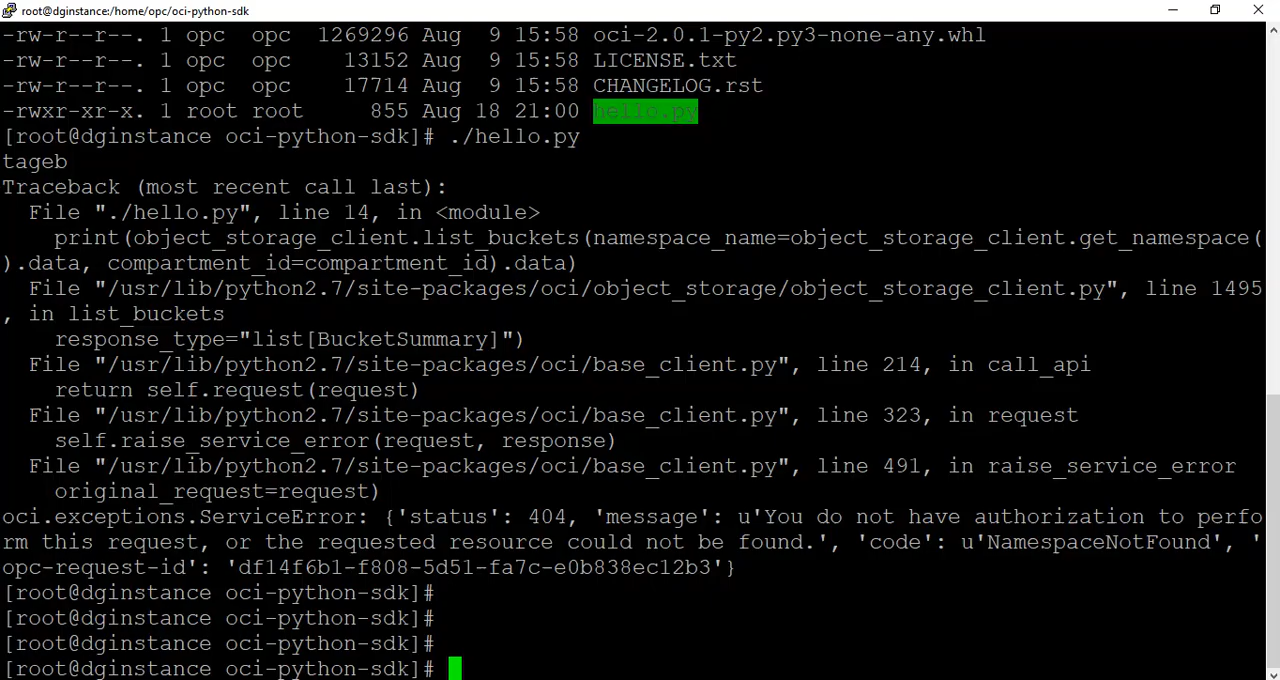 root@dginstance:/home/opc/oci-python-sdk
-rw-r--r--. 1 opc  opc  1269296 Aug  9 15:58 oci-2.0.1-py2.py3-none-any.whl
-rw-r--r--. 1 opc  opc    13152 Aug  9 15:58 LICENSE.txt
-rw-r--r--. 1 opc  opc    17714 Aug  9 15:58 CHANGELOG.rst
-rwxr-xr-x. 1 root root     855 Aug 18 21:00 hello.py
[root@dginstance oci-python-sdk]# ./hello.py
tageb
Traceback (most recent call last):
  File "./hello.py", line 14, in <module>
    print(object_storage_client.list_buckets(namespace_name=object_storage_client.get_namespace(
).data, compartment_id=compartment_id).data)
  File "/usr/lib/python2.7/site-packages/oci/object_storage/object_storage_client.py", line 1495
, in list_buckets
    response_type="list[BucketSummary]")
  File "/usr/lib/python2.7/site-packages/oci/base_client.py", line 214, in call_api
    return self.request(request)
  File "/usr/lib/python2.7/site-packages/oci/base_client.py", line 323, in request
    self.raise_service_error(request, response)
  File "/usr/lib/python2.7/site-packages/oci/base_client.py", line 491, in raise_service_error
    original_request=request)
oci.exceptions.ServiceError: {'status': 404, 'message': u'You do not have authorization to perfo
rm this request, or the requested resource could not be found.', 'code': u'NamespaceNotFound', '
opc-request-id': 'df14f6b1-f808-5d51-fa7c-e0b838ec12b3'}
[root@dginstance oci-python-sdk]#
[root@dginstance oci-python-sdk]#
[root@dginstance oci-python-sdk]#
[root@dginstance oci-python-sdk]#